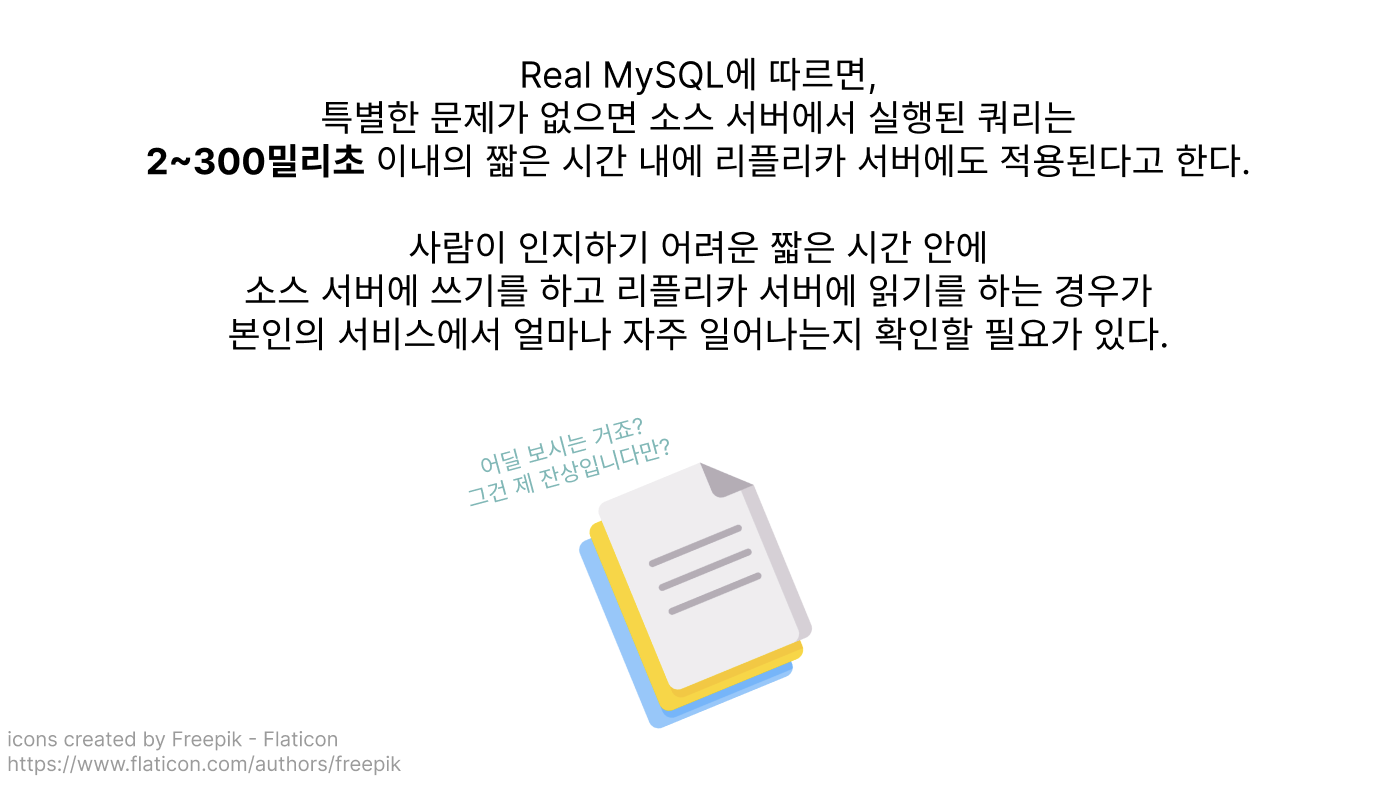 Real MySQL에 따르면,
특별한 문제가 없으면 소스 서버에서 실행된 쿼리는
2~300밀리초 이내의 짧은 시간 내에 리플리카 서버에도 적용된다고 한다.
사람이 인지하기 어려운 짧은 시간 안에
소스 서버에 쓰기를 하고 리플리카 서버에 읽기를 하는 경우가
본인의 서비스에서 얼마나 자주 일어나는지 확인할 필요가 있다.
어딜 보시는 거죠?
그건 제 잔상입니다만?
icons created by Freepik - Flaticon
https://www.flaticon.com/authors/freepik